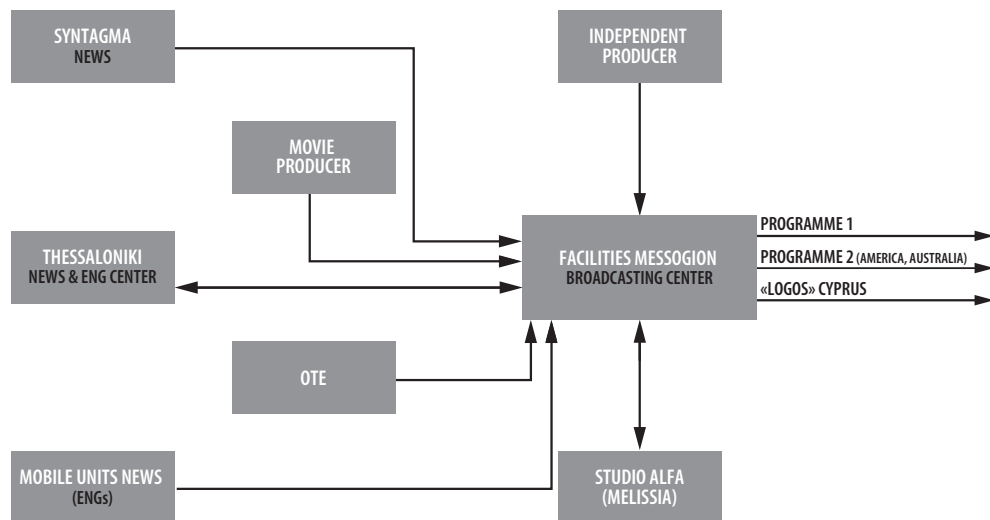 SYNTAGMA
NEWS
INDEPENDENT
PRODUCER
MOVIE
PRODUCER
THESSALONIKI
NEWS & ENG CENTER
FACILITIES MESSOGION
BROADCASTING CENTER
PROGRAMME 1
PROGRAMME 2 (AMERICA, AUSTRALIA)
«LOGOS» CYPRUS
OTE
MOBILE UNITS NEWS
(ENGs)
STUDIO ALFA
(MELISSIA)